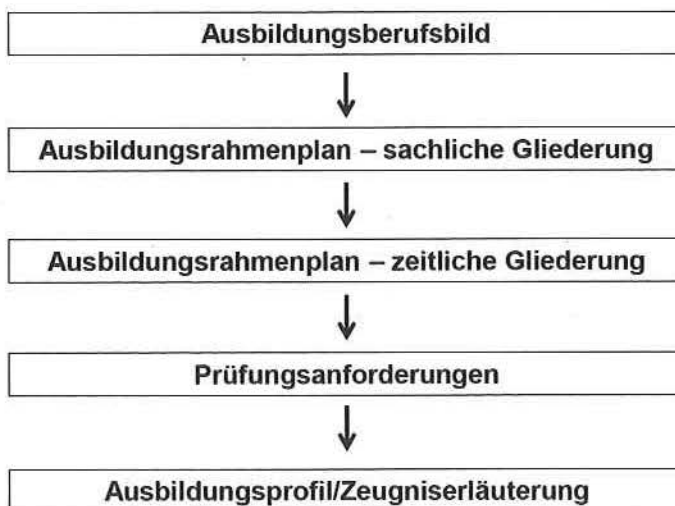 Ausbildungsberufsbild
Ausbildungsrahmenplan – sachliche Gliederung
Ausbildungsrahmenplan – zeitliche Gliederung
Prüfungsanforderungen
Ausbildungsprofil/Zeugniserläuterung